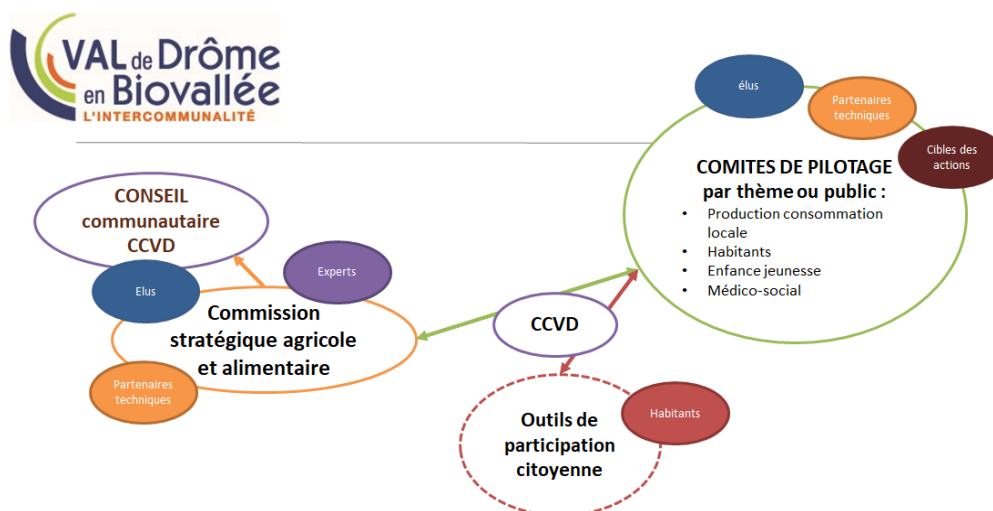 VAL de Drôme
en Biovallée
L'INTERCOMMUNALITÉ
élus
Partenaires
techniques
Cibles des
actions
COMITES DE PILOTAGE
par thème ou public :
• Production consommation
locale
• Habitants
• Enfance jeunesse
• Médico-social
CONSEIL
communautaire
CCVD
Experts
Elus
Commission
stratégique agricole
et alimentaire
Partenaires
techniques
CCVD
Outils de
participation
citoyenne
Habitants